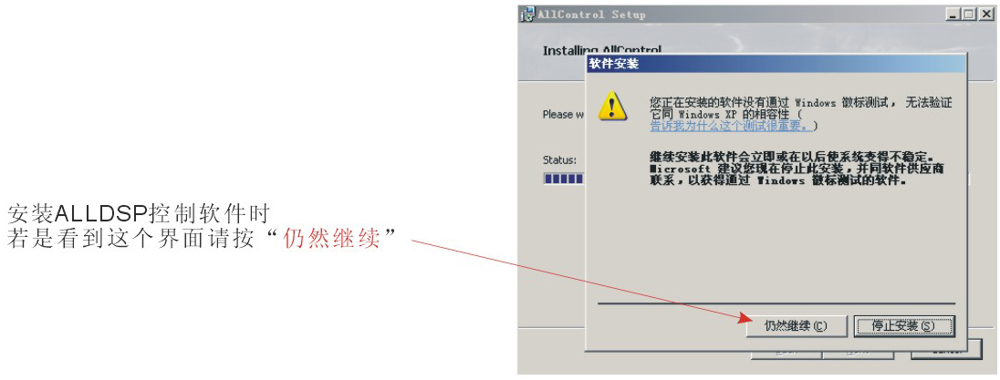 AllControl Setup
Installing AllControl
软件安装
您正在安装的软件没有通过 Windows 徽标测试，无法验证
它同 Windows XP 的相容性（
告诉我为什么这个测试很重要。）
Please w
Status:
继续安装此软件会立即或在以后使系统变得不稳定。
Microsoft 建议您现在停止此安装，并同软件供应商
联系，以获得通过 Windows 徽标测试的软件。
安装ALLDSP控制软件时
若是看到这个界面请按“仍然继续”
仍然继续(C)
停止安装(S)